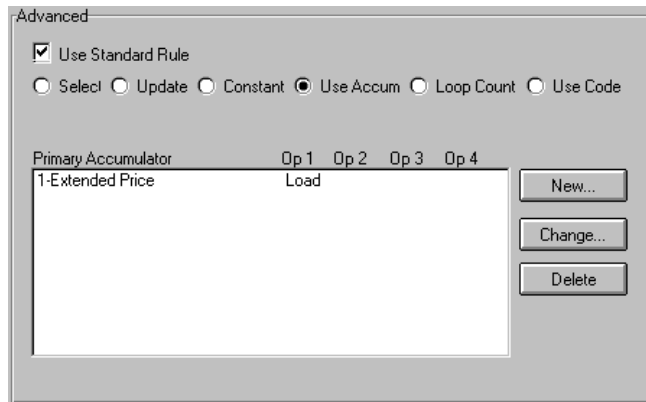 Advanced
Use Standard Rule
Select Update Constant Use Accum Loop Count Use Code
Primary Accumulator Op 1 Op 2 Op 3 Op 4
1-Extended Price Load
New...
Change...
Delete